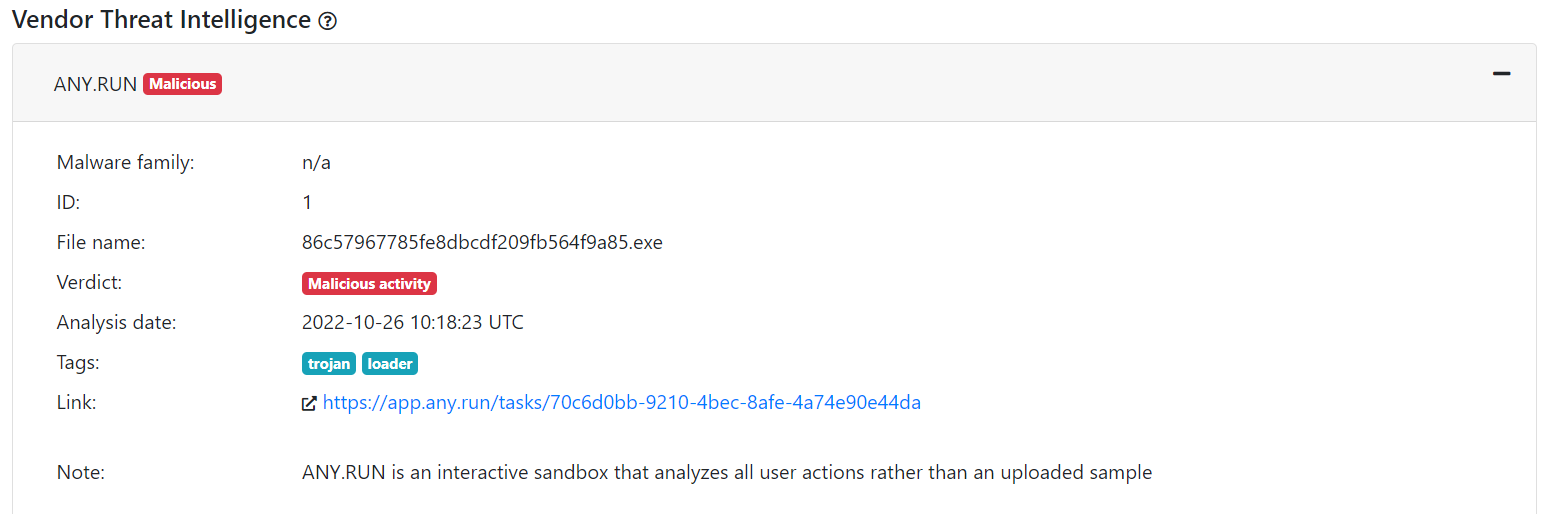 Vendor Threat Intelligence
ANY.RUN Malicious
Malware family: n/a
ID: 1
File name: 86c57967785fe8dbcdf209fb564f9a85.exe
Verdict: Malicious activity
Analysis date: 2022-10-26 10:18:23 UTC
Tags: trojan loader
Link: https://app.any.run/tasks/70c6d0bb-9210-4bec-8afe-4a74e90e44da
Note: ANY.RUN is an interactive sandbox that analyzes all user actions rather than an uploaded sample